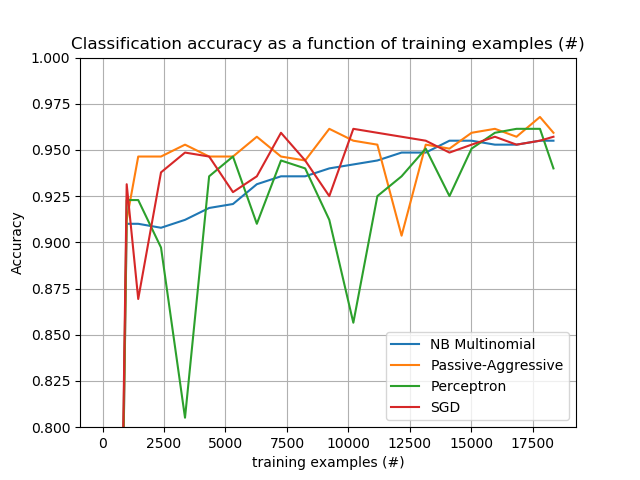 Classification accuracy as a function of training examples (#)
1.000
0.975
0.950
0.925
0.900
0.875
0.850
0.825
0.800
Accuracy
NB Multinomial
Passive-Aggressive
Perceptron
SGD
0 2500 5000 7500 10000 12500 15000 17500
training examples (#)